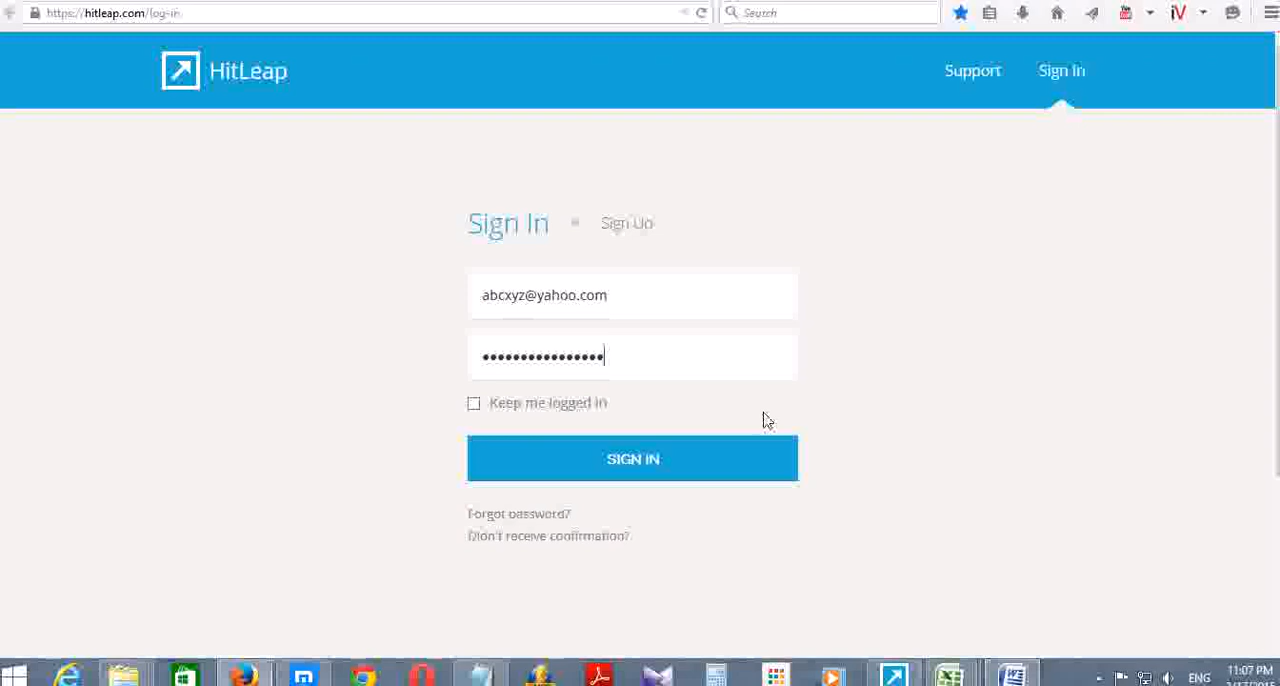 https://hitleap.com/log-in
Search
HitLeap
Support
Sign In
Sign In
Sign Up
abcxyz@yahoo.com
Keep me logged in
SIGN IN
Forgot password?
Didn't receive confirmation?
ENG
11:07 PM